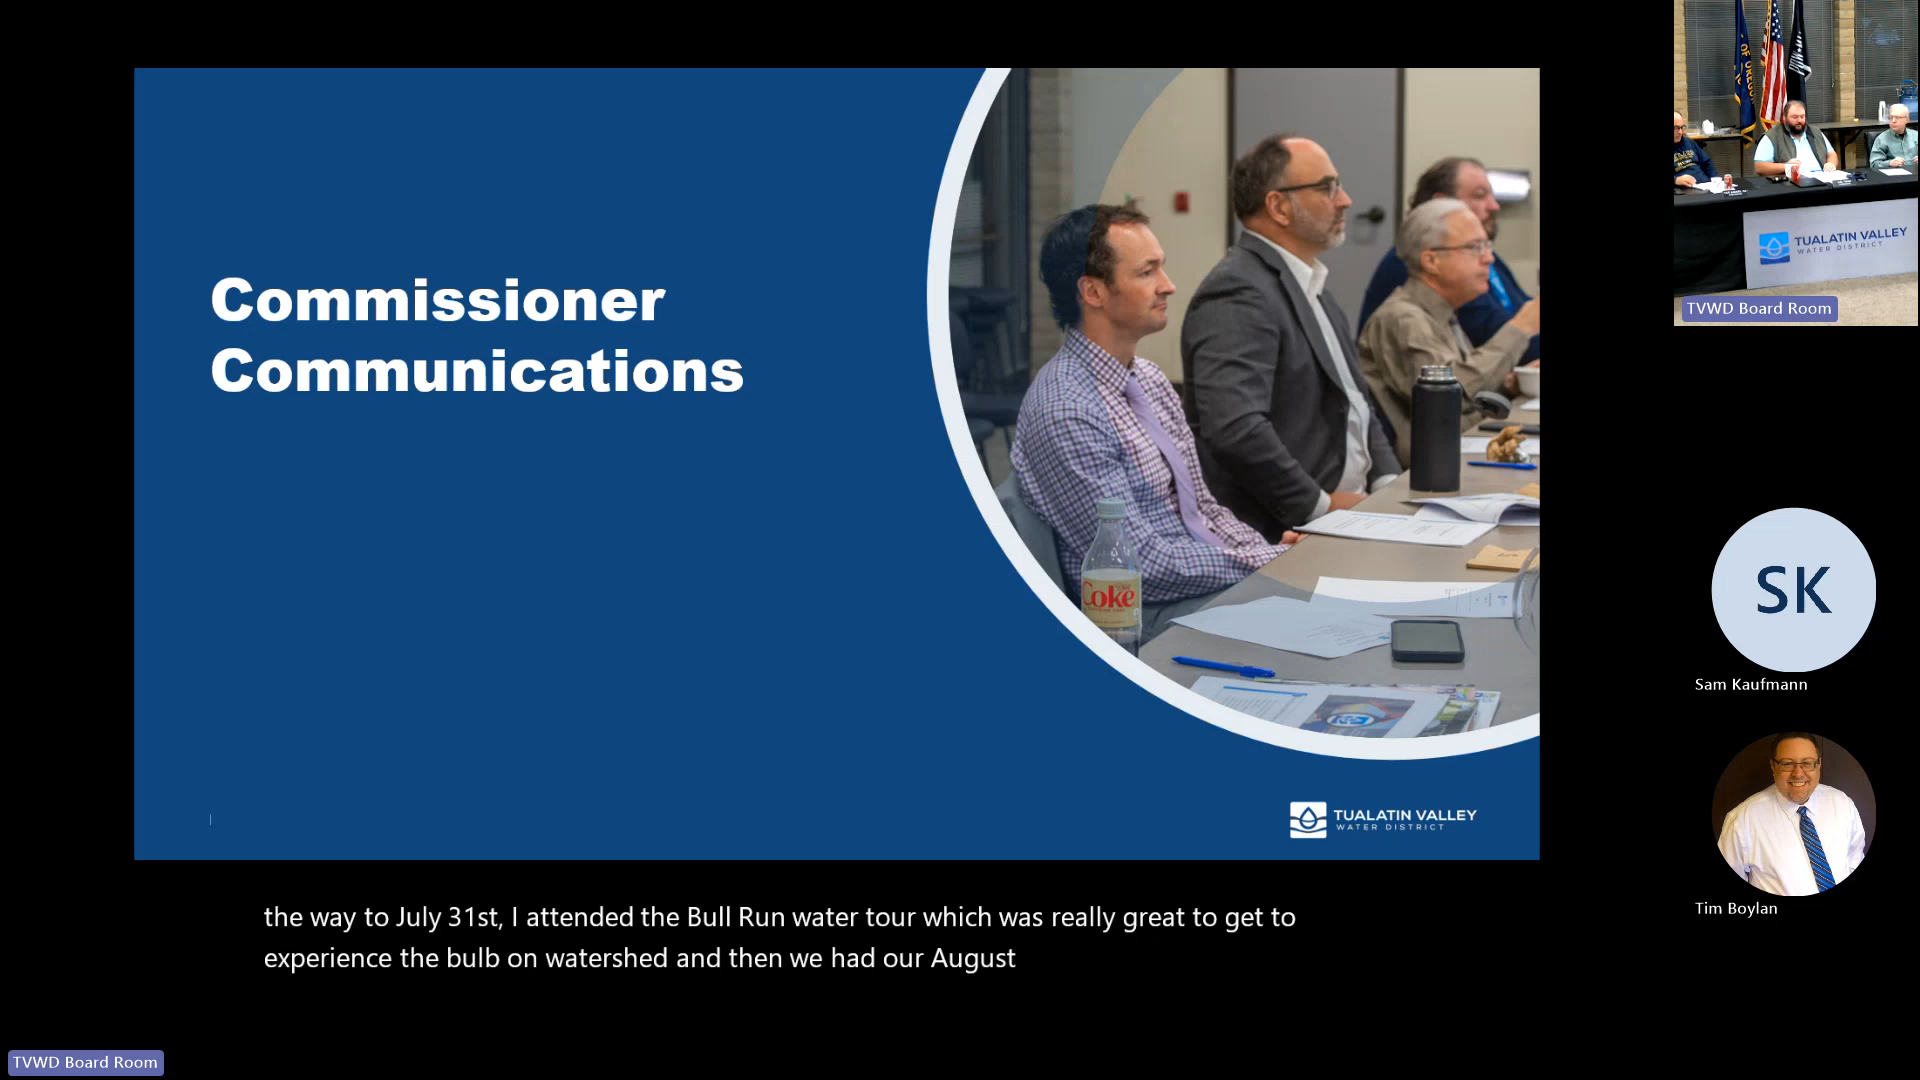 Commissioner
Communications
Coke
TUALATIN VALLEY
WATER DISTRICT
OF OREGON
TUALATIN VALLEY
WATER DISTRICT
TVWD Board Room
SK
Sam Kaufmann
Tim Boylan
the way to July 31st, I attended the Bull Run water tour which was really great to get to
experience the bulb on watershed and then we had our August
TVWD Board Room